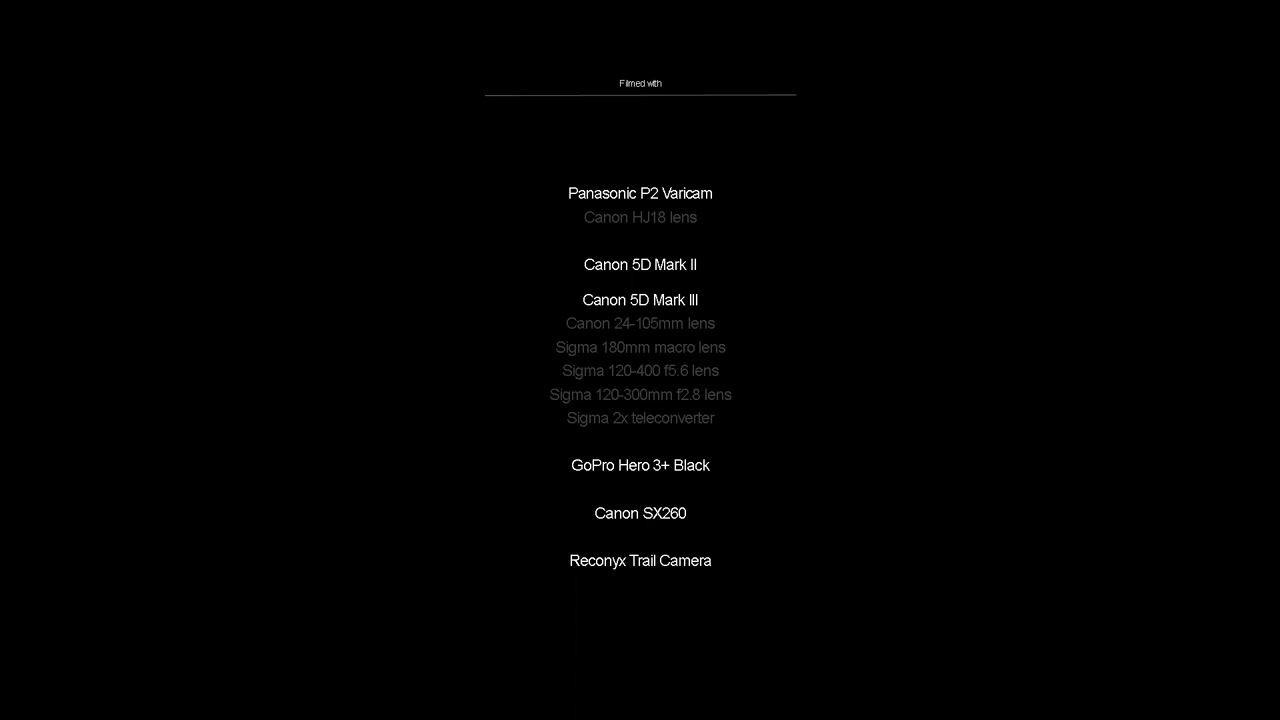 Filmed with
Panasonic P2 Varicam
Canon HJ18 lens
Canon 5D Mark II
Canon 5D Mark III
Canon 24-105mm lens
Sigma 180mm macro lens
Sigma 120-400 f5.6 lens
Sigma 120-300mm f2.8 lens
Sigma 2x teleconverter
GoPro Hero 3+ Black
Canon SX260
Reconyx Trail Camera